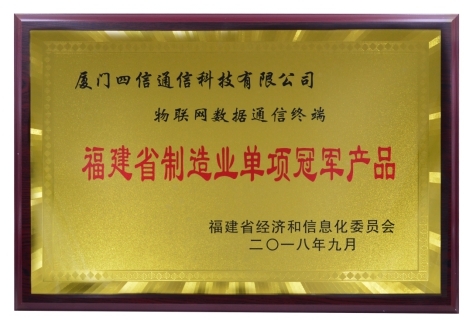 厦门四信通信科技有限公司
物联网数据通信终端
福建省制造业单项冠军产品
福建省经济和信息化委员会
二〇一八年九月